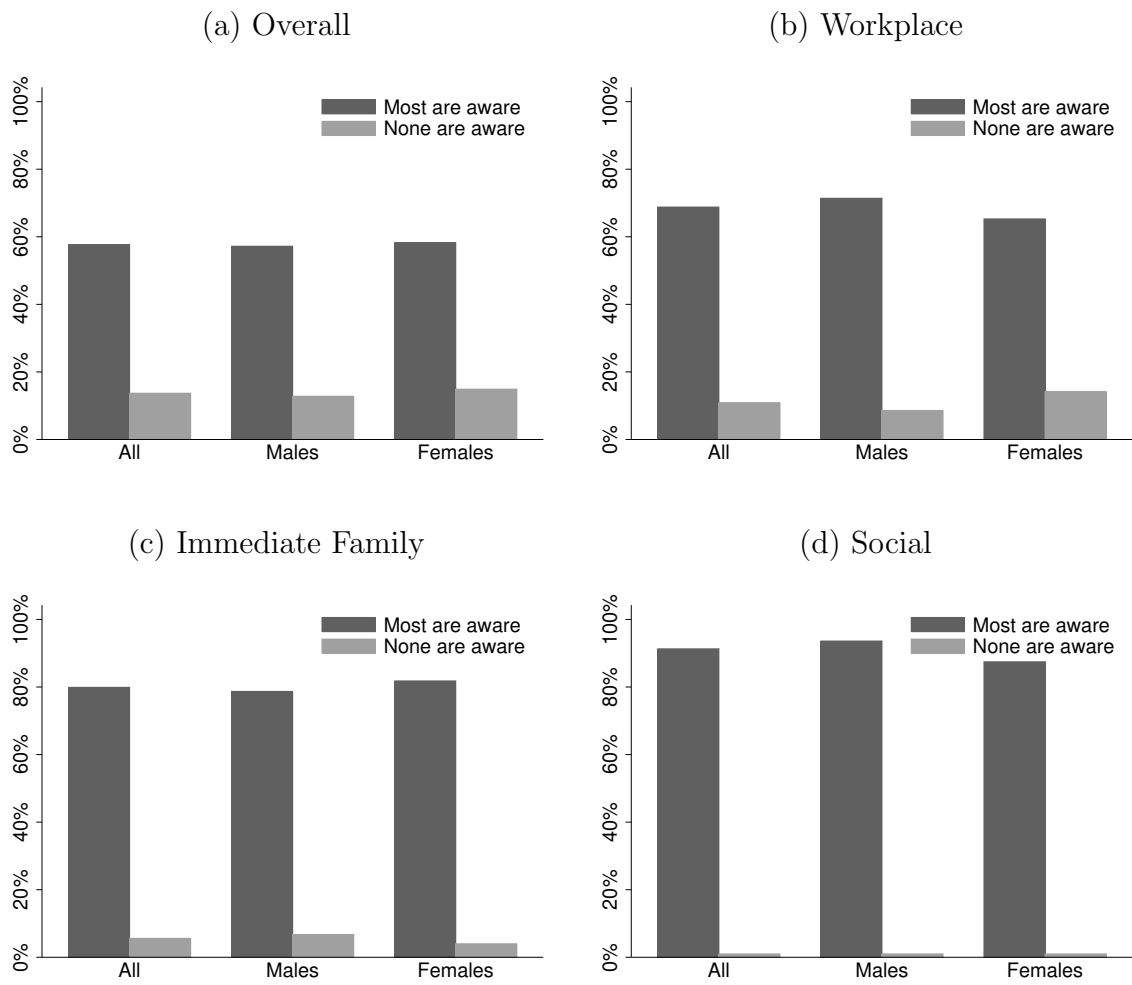 (a) Overall
100%
80%
60%
40%
20%
0%
Most are aware
None are aware
All Males Females
(b) Workplace
100%
80%
60%
40%
20%
0%
Most are aware
None are aware
All Males Females
(c) Immediate Family
100%
80%
60%
40%
20%
0%
Most are aware
None are aware
All Males Females
(d) Social
100%
80%
60%
40%
20%
0%
Most are aware
None are aware
All Males Females